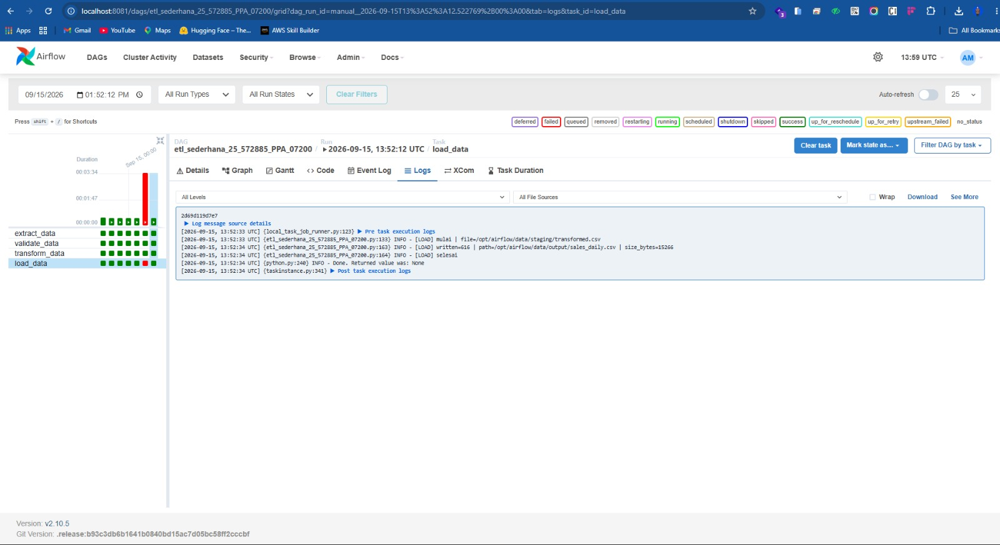 localhost:8081/dags/etl_sederhana_25_572885_PPA_07200/grid?dag_run_id=manual__2026-09-15T13%3A52%3A12.522769%2B00%3A00&tab=logs&task_id=load_data
3
Apps Gmail YouTube Maps Hugging Face – The... AWS Skill Builder All Bookmarks
Airflow DAGs Cluster Activity Datasets Security Browse Admin Docs 13:59 UTC AM
09/15/2026 01:52:12 PM All Run Types All Run States Clear Filters Auto-refresh 25
Press shift + / for Shortcuts deferred failed queued removed restarting running scheduled shutdown skipped success up_for_reschedule up_for_retry upstream_failed no_status
Sep 15, 00:00
Duration
00:03:34
00:01:47
00:00:00
extract_data
validate_data
transform_data
load_data
DAG Run Task
etl_sederhana_25_572885_PPA_07200 / 2026-09-15, 13:52:12 UTC / load_data
Clear task Mark state as... Filter DAG by task
Details Graph Gantt Code Event Log Logs XCom Task Duration
All Levels All File Sources Wrap Download See More
2d69d119d7e7
▶ Log message source details
[2026-09-15, 13:52:33 UTC] {local_task_job_runner.py:123} ▶ Pre task execution logs
[2026-09-15, 13:52:33 UTC] {etl_sederhana_25_572885_PPA_07200.py:133} INFO - [LOAD] mulai | file=/opt/airflow/data/staging/transformed.csv
[2026-09-15, 13:52:34 UTC] {etl_sederhana_25_572885_PPA_07200.py:163} INFO - [LOAD] written=616 | path=/opt/airflow/data/output/sales_daily.csv | size_bytes=15266
[2026-09-15, 13:52:34 UTC] {etl_sederhana_25_572885_PPA_07200.py:164} INFO - [LOAD] selesai
[2026-09-15, 13:52:34 UTC] {python.py:240} INFO - Done. Returned value was: None
[2026-09-15, 13:52:34 UTC] {taskinstance.py:341} ▶ Post task execution logs
Version: v2.10.5
Git Version: .release:b93c3db6b1641b0840bd15ac7d05bc58ff2cccbf